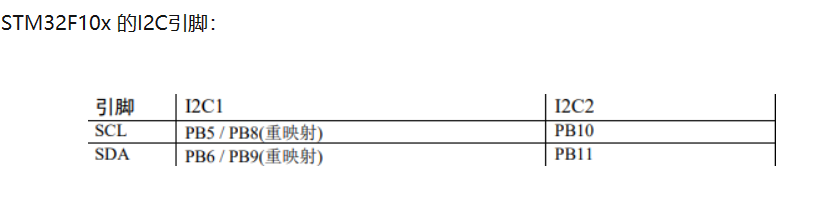 STM32F10x 的I2C引脚：
引脚 I2C1 I2C2
SCL PB5 / PB8(重映射) PB10
SDA PB6 / PB9(重映射) PB11